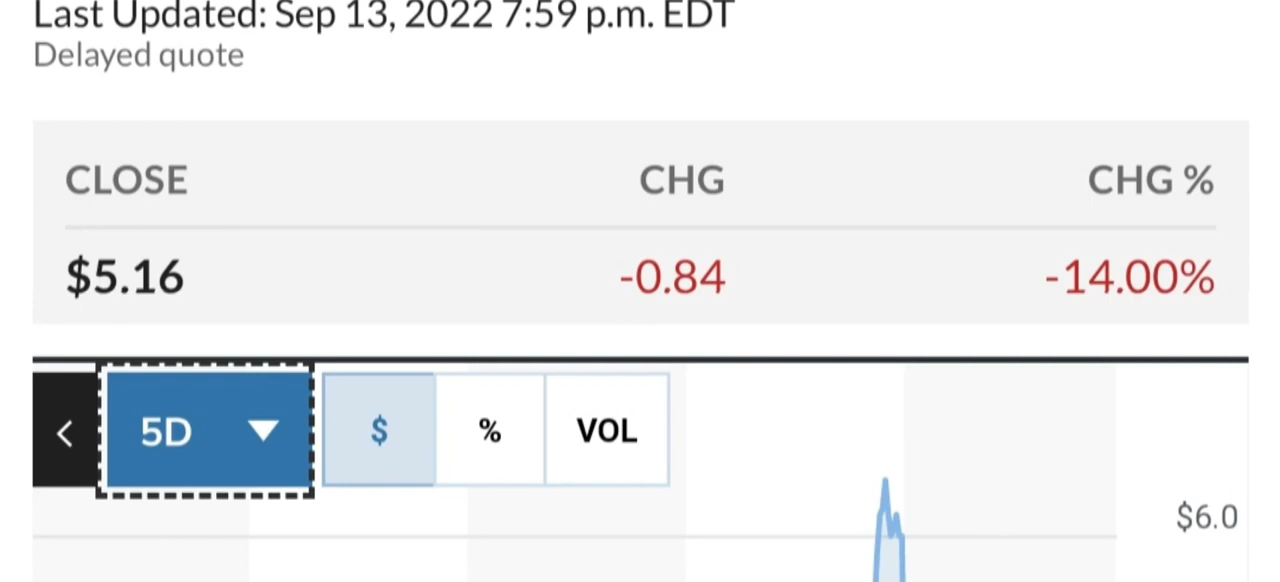 Last Updated: Sep 13, 2022 7:59 p.m. EDT
Delayed quote
CLOSE CHG CHG %
$5.16 -0.84 -14.00%
5D $ % VOL
$6.0